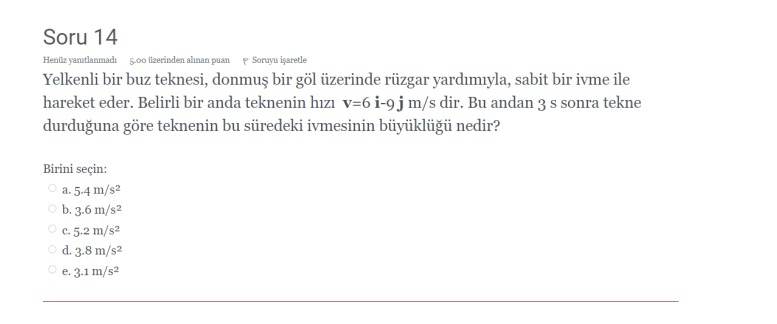 Soru 14
Henüz yanıtlanmadı 5.00 üzerinden alınan puan Soruyu işaretle
Yelkenli bir buz teknesi, donmuş bir göl üzerinde rüzgar yardımıyla, sabit bir ivme ile
hareket eder. Belirli bir anda teknenin hızı v=6 i-9 j m/s dir. Bu andan 3 s sonra tekne
durduğuna göre teknenin bu süredeki ivmesinin büyüklüğü nedir?
Birini seçin:
a. 5.4 m/s²
b. 3.6 m/s²
c. 5.2 m/s²
d. 3.8 m/s²
e. 3.1 m/s²